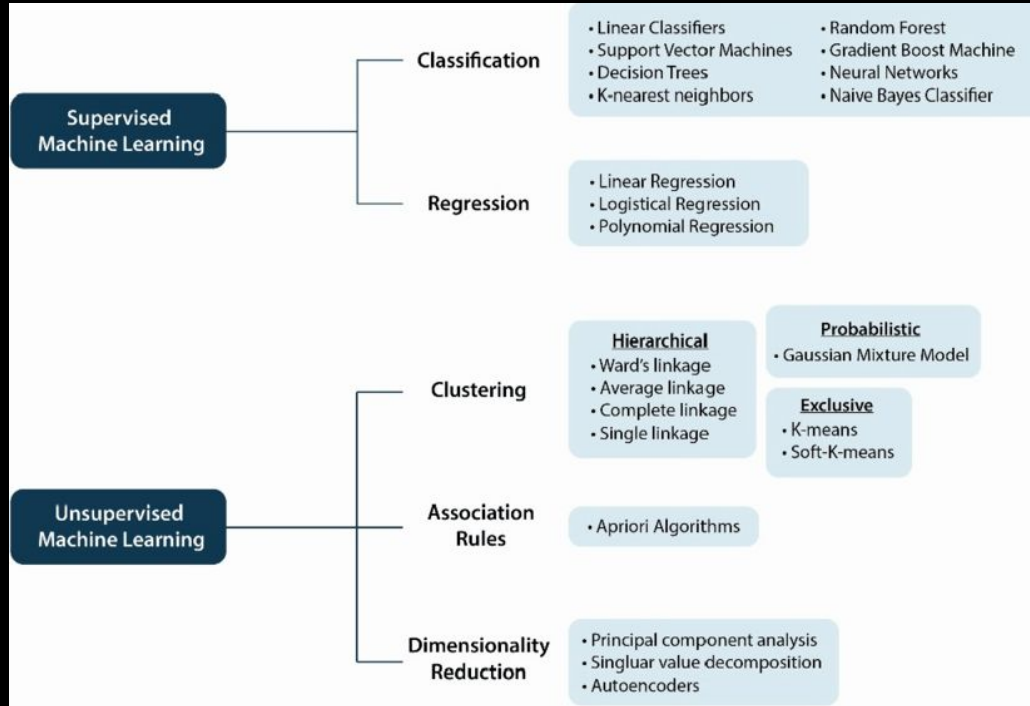 Supervised
Machine Learning
Classification
• Linear Classifiers
• Support Vector Machines
• Decision Trees
• K-nearest neighbors
• Random Forest
• Gradient Boost Machine
• Neural Networks
• Naive Bayes Classifier
Regression
• Linear Regression
• Logistical Regression
• Polynomial Regression
Unsupervised
Machine Learning
Clustering
Hierarchical
• Ward's linkage
• Average linkage
• Complete linkage
• Single linkage
Probabilistic
• Gaussian Mixture Model
Exclusive
• K-means
• Soft-K-means
Association
Rules
• Apriori Algorithms
Dimensionality
Reduction
• Principal component analysis
• Singluar value decomposition
• Autoencoders